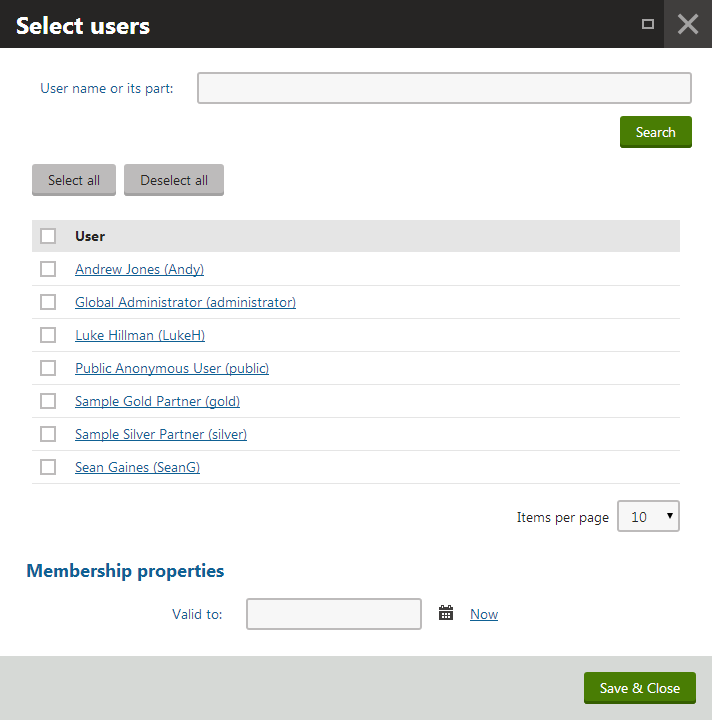 Select users
User name or its part:
Search
Select all Deselect all
User
Andrew Jones (Andy)
Global Administrator (administrator)
Luke Hillman (LukeH)
Public Anonymous User (public)
Sample Gold Partner (gold)
Sample Silver Partner (silver)
Sean Gaines (SeanG)
Items per page 10
Membership properties
Valid to: Now
Save & Close